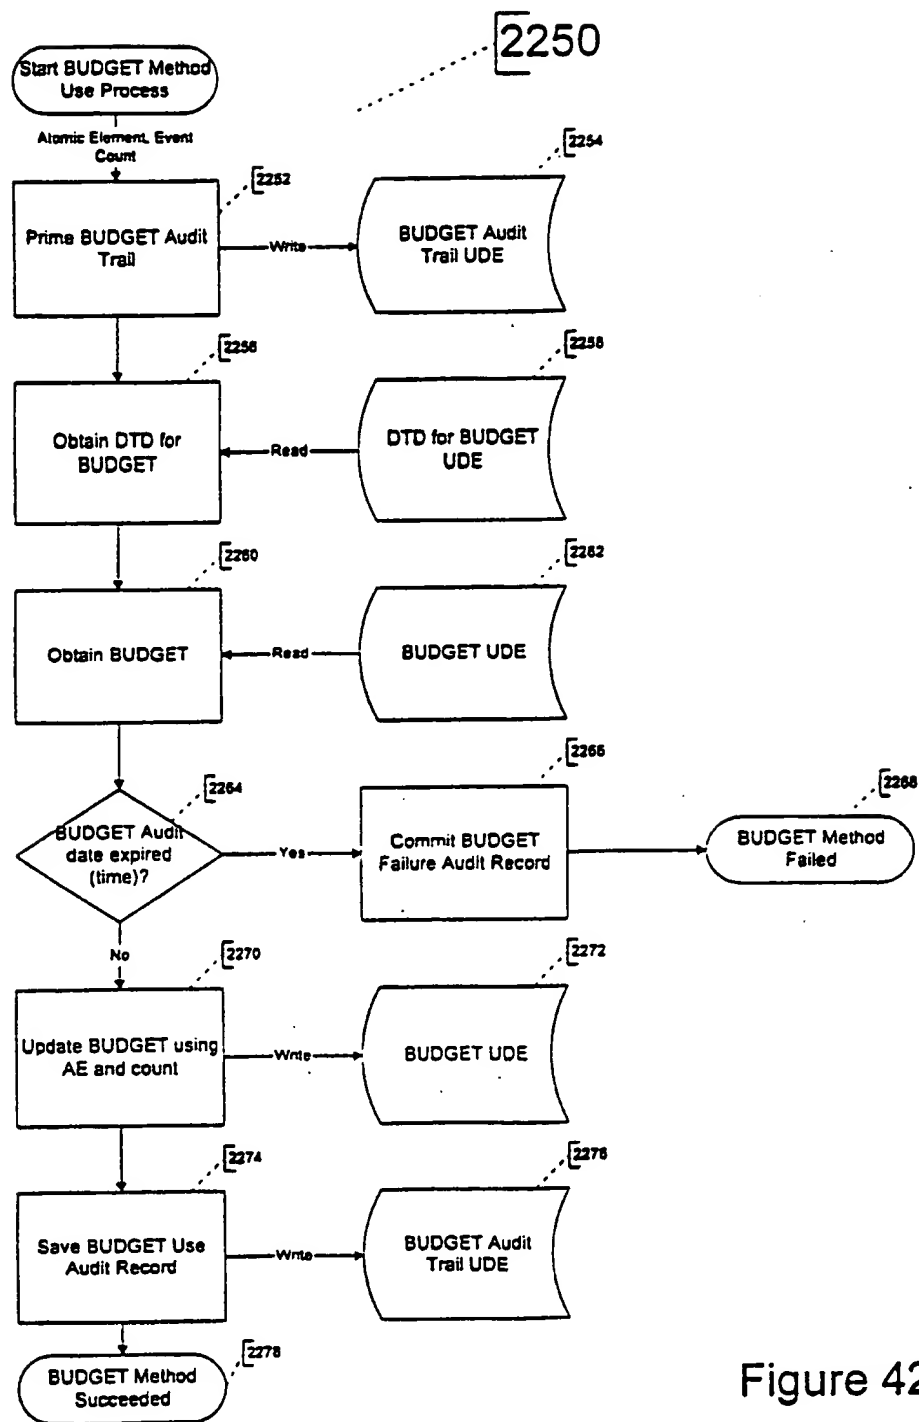 2250
Start BUDGET Method
Use Process
Atomic Element, Event
Count
2252
2254
Prime BUDGET Audit
Trail
Write
BUDGET Audit
Trail UDE
2256
2258
Obtain DTD for
BUDGET
Read
DTD for BUDGET
UDE
2260
2262
Obtain BUDGET
Read
BUDGET UDE
2264
2266
2268
BUDGET Audit
date expired
(time)?
Yes
Commit BUDGET
Failure Audit Record
BUDGET Method
Failed
No
2270
2272
Update BUDGET using
AE and count
Write
BUDGET UDE
2274
2276
Save BUDGET Use
Audit Record
Write
BUDGET Audit
Trail UDE
2278
BUDGET Method
Succeeded
Figure 42